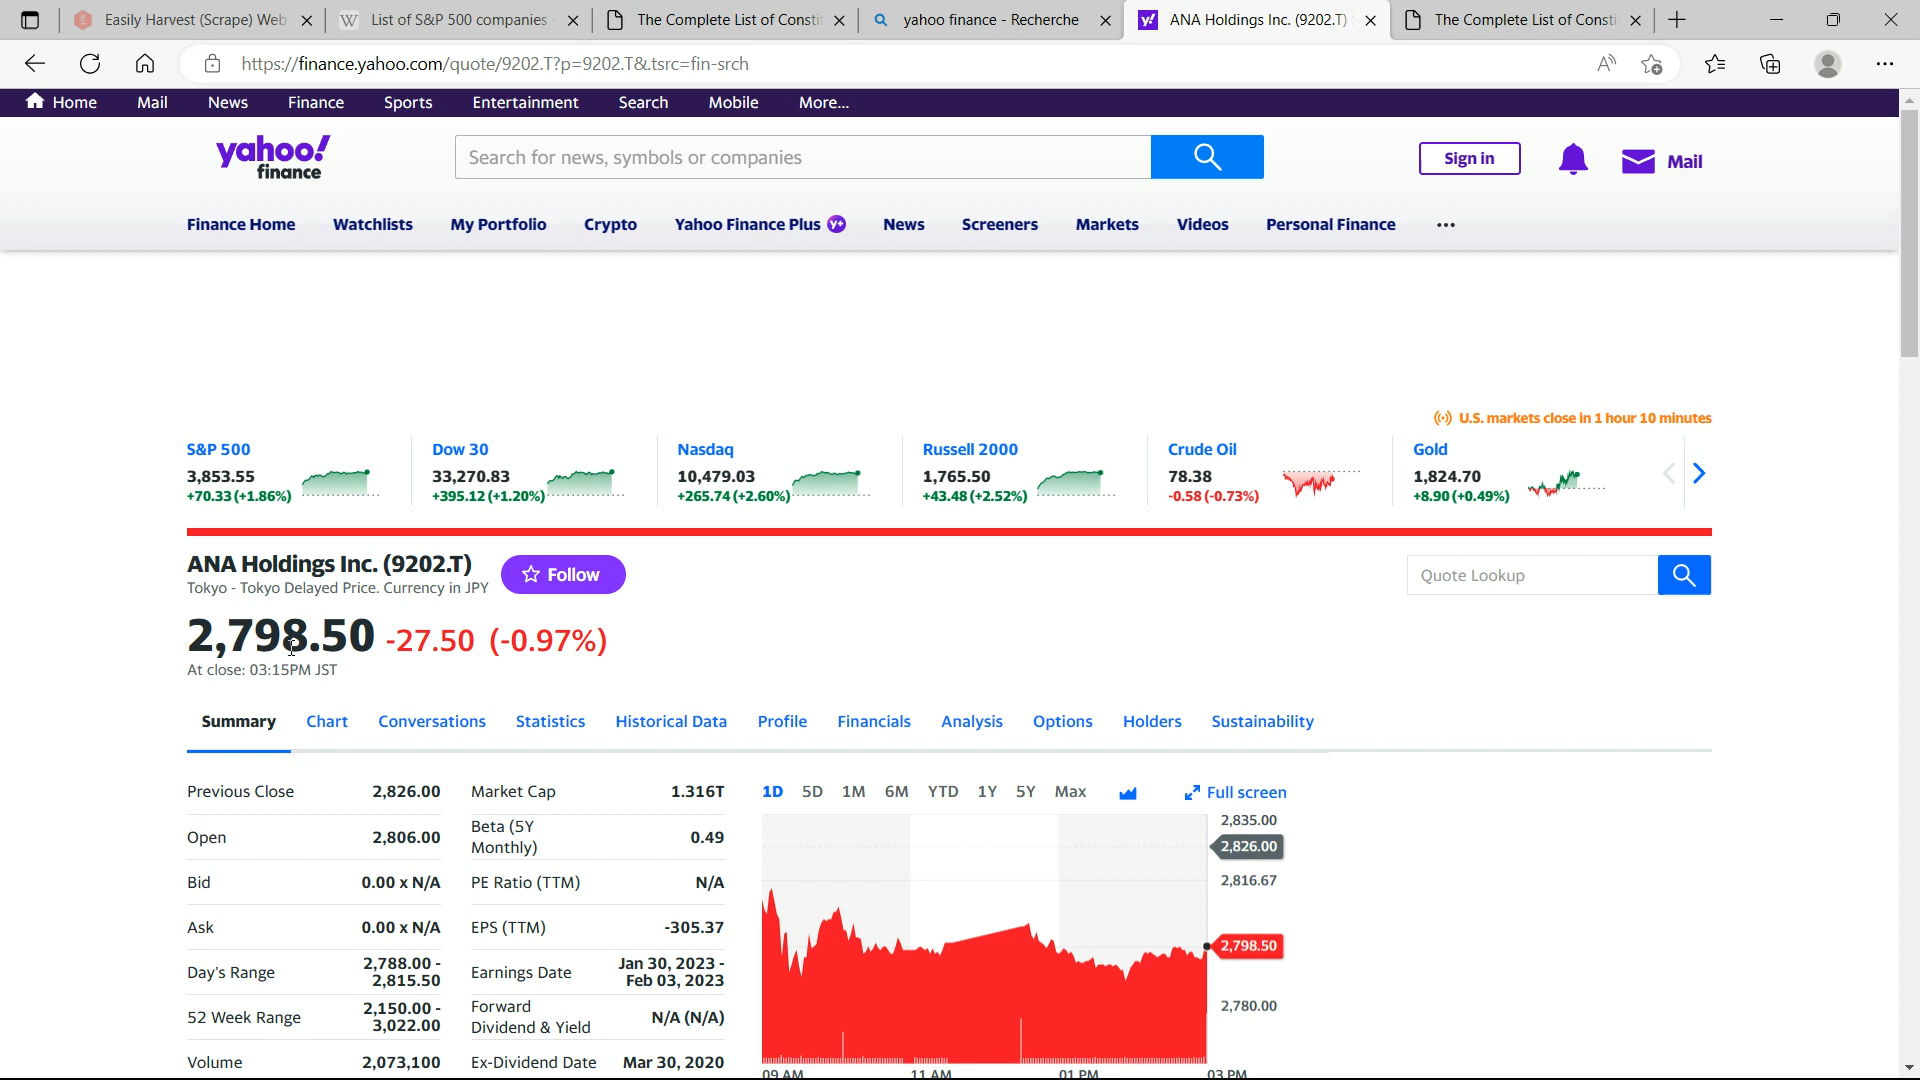 Easily Harvest (Scrape) Web
List of S&P 500 companies -
The Complete List of Consti
yahoo finance - Recherche
ANA Holdings Inc. (9202.T)
The Complete List of Consti
https://finance.yahoo.com/quote/9202.T?p=9202.T&.tsrc=fin-srch
Home Mail News Finance Sports Entertainment Search Mobile More...
yahoo! finance
Search for news, symbols or companies
Sign in
Mail
Finance Home Watchlists My Portfolio Crypto Yahoo Finance Plus Y+ News Screeners Markets Videos Personal Finance ...
U.S. markets close in 1 hour 10 minutes
S&P 500 Dow 30 Nasdaq Russell 2000 Crude Oil Gold
3,853.55 33,270.83 10,479.03 1,765.50 78.38 1,824.70
+70.33 (+1.86%) +395.12 (+1.20%) +265.74 (+2.60%) +43.48 (+2.52%) -0.58 (-0.73%) +8.90 (+0.49%)
ANA Holdings Inc. (9202.T)
Follow
Quote Lookup
Tokyo - Tokyo Delayed Price. Currency in JPY
2,798.50 -27.50 (-0.97%)
At close: 03:15PM JST
Summary Chart Conversations Statistics Historical Data Profile Financials Analysis Options Holders Sustainability
Previous Close 2,826.00
Open 2,806.00
Bid 0.00 x N/A
Ask 0.00 x N/A
Day's Range 2,788.00 -
2,815.50
52 Week Range 2,150.00 -
3,022.00
Volume 2,073,100
Market Cap 1.316T
Beta (5Y
Monthly) 0.49
PE Ratio (TTM) N/A
EPS (TTM) -305.37
Earnings Date Jan 30, 2023 -
Feb 03, 2023
Forward
Dividend & Yield N/A (N/A)
Ex-Dividend Date Mar 30, 2020
1D 5D 1M 6M YTD 1Y 5Y Max
Full screen
2,835.00
2,826.00
2,816.67
2,798.50
2,780.00
09 AM 11 AM 01 PM 03 PM